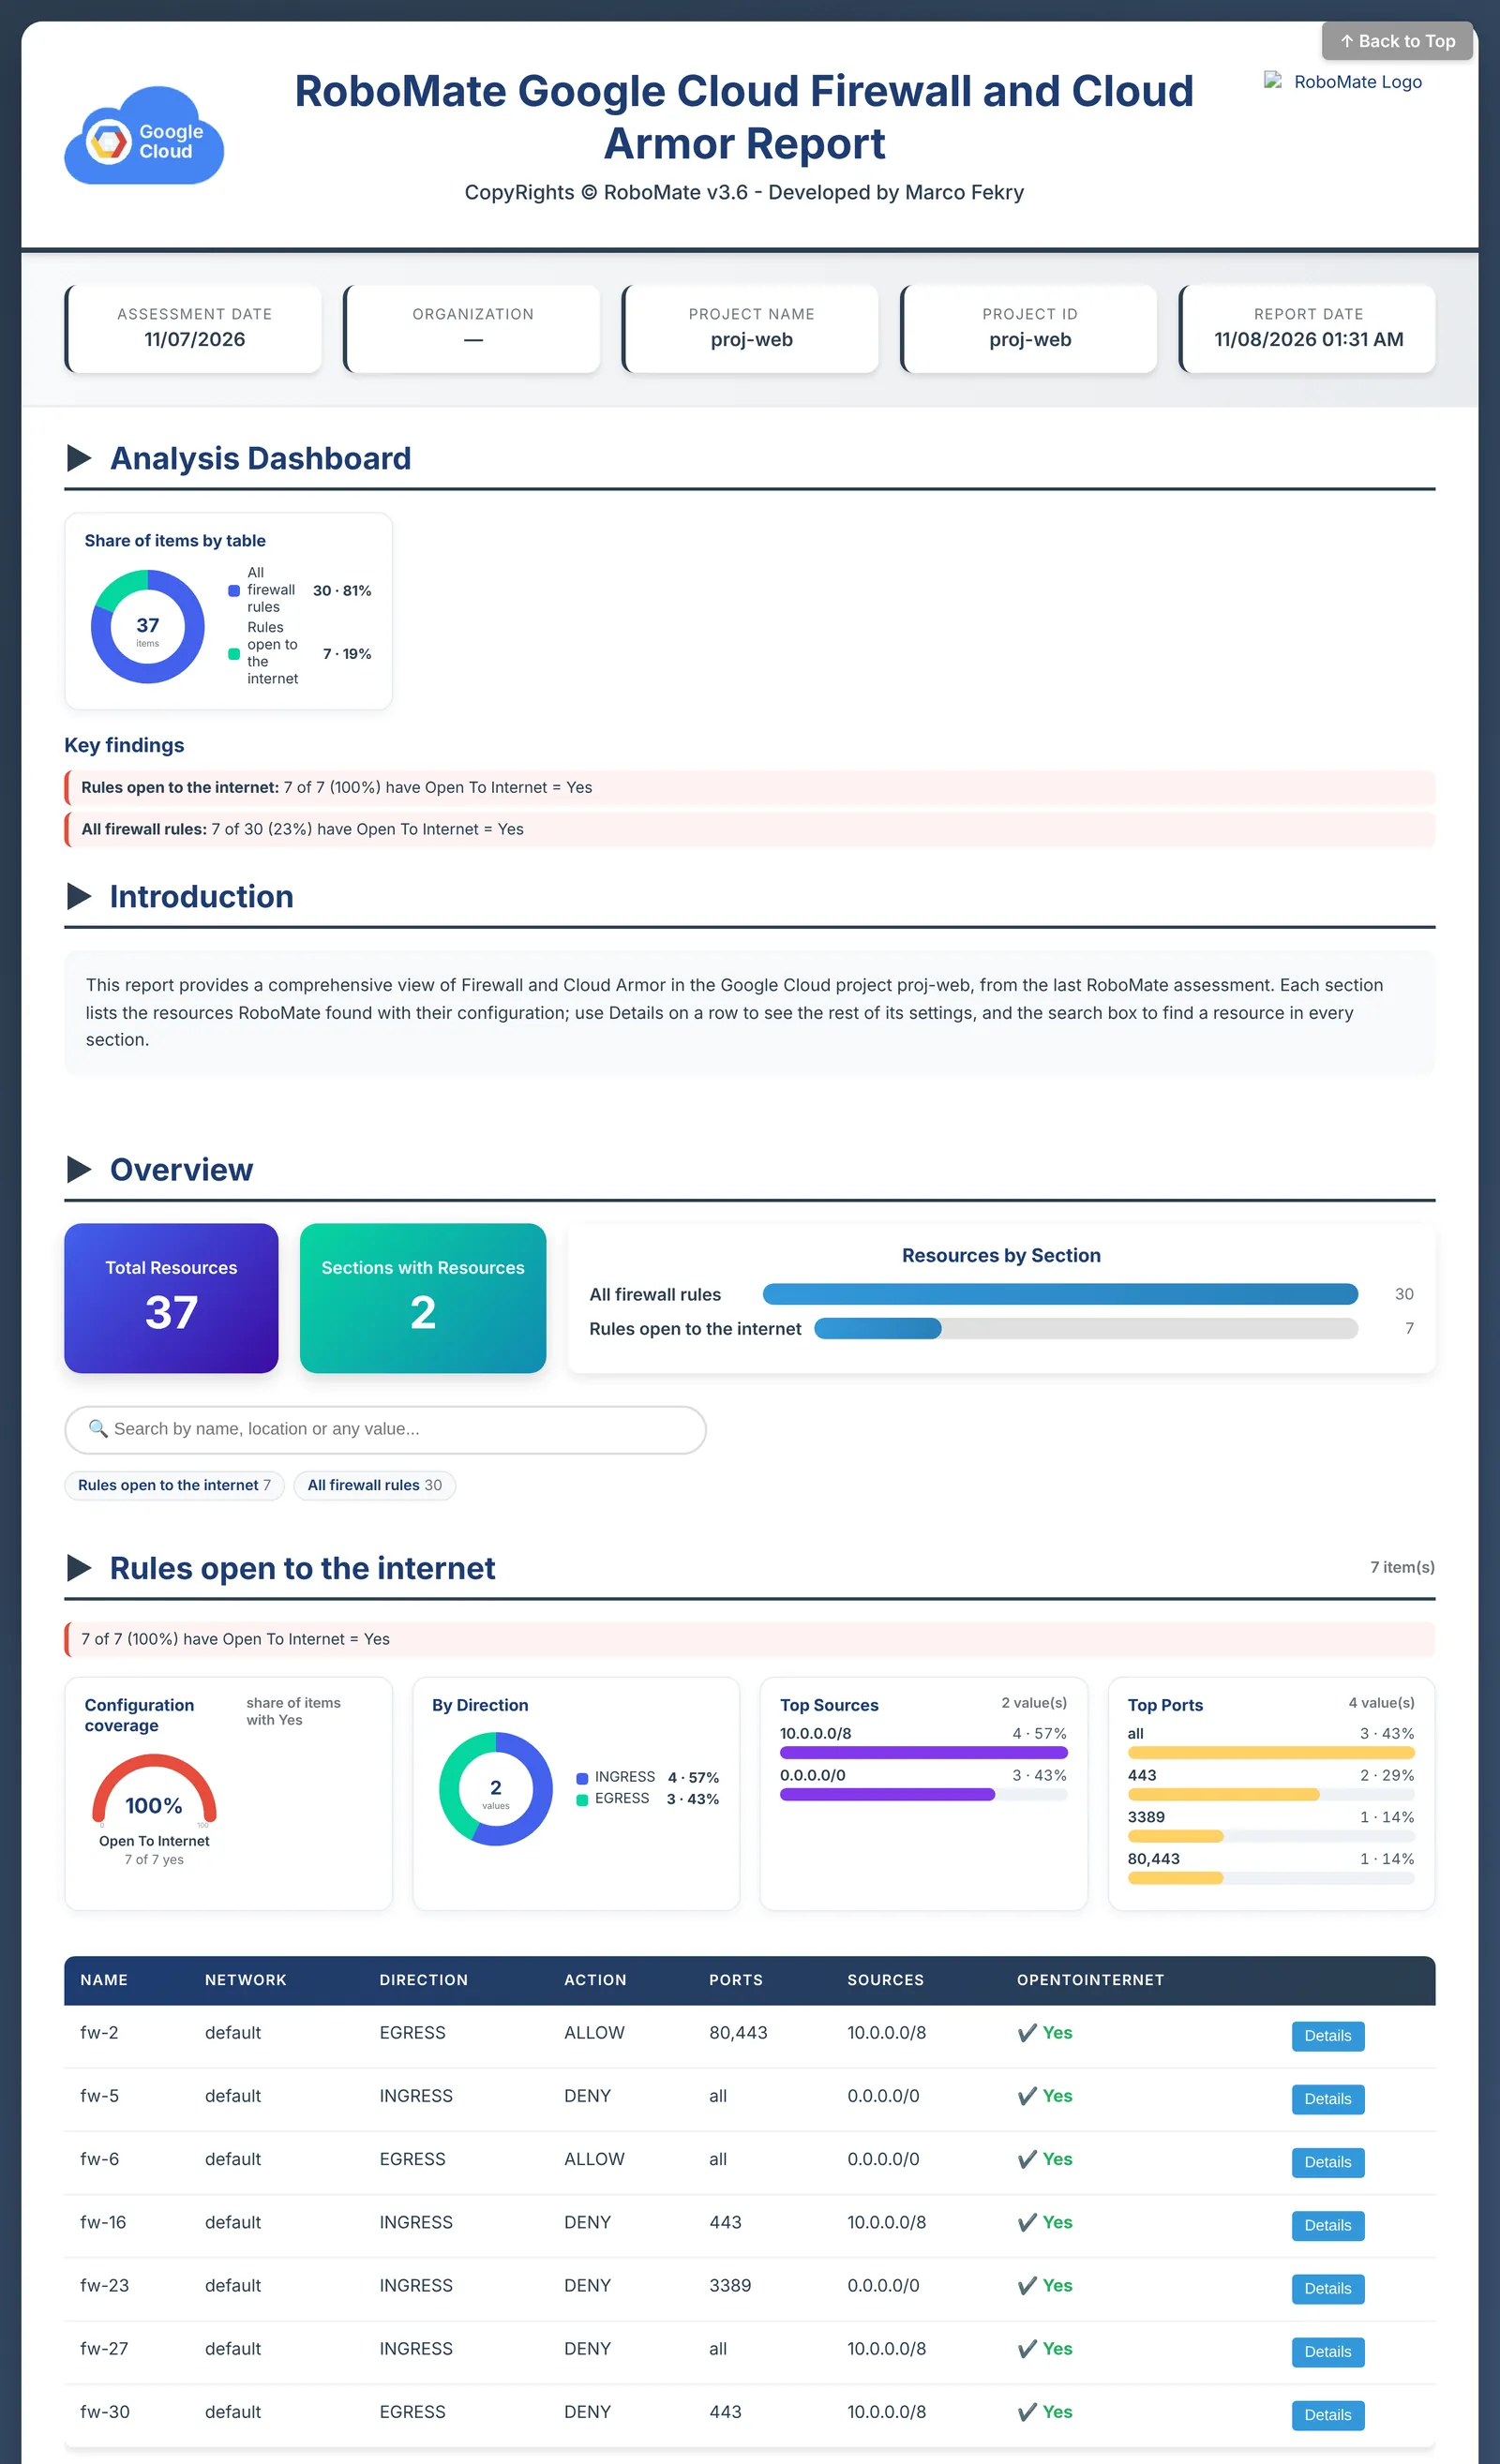 ↑ Back to Top
Google
Cloud
RoboMate Google Cloud Firewall and Cloud
Armor Report
CopyRights © RoboMate v3.6 - Developed by Marco Fekry
RoboMate Logo
ASSESSMENT DATE
11/07/2026
ORGANIZATION
—
PROJECT NAME
proj-web
PROJECT ID
proj-web
REPORT DATE
11/08/2026 01:31 AM
Analysis Dashboard
Share of items by table
37
items
All
firewall
rules
30 · 81%
Rules
open to
the
internet
7 · 19%
Key findings
Rules open to the internet: 7 of 7 (100%) have Open To Internet = Yes
All firewall rules: 7 of 30 (23%) have Open To Internet = Yes
Introduction
This report provides a comprehensive view of Firewall and Cloud Armor in the Google Cloud project proj-web, from the last RoboMate assessment. Each section
lists the resources RoboMate found with their configuration; use Details on a row to see the rest of its settings, and the search box to find a resource in every
section.
Overview
Total Resources
37
Sections with Resources
2
Resources by Section
All firewall rules 30
Rules open to the internet 7
🔍 Search by name, location or any value...
Rules open to the internet 7
All firewall rules 30
Rules open to the internet
7 item(s)
7 of 7 (100%) have Open To Internet = Yes
Configuration
coverage
share of items
with Yes
100%
0 100
Open To Internet
7 of 7 yes
By Direction
2
values
INGRESS 4 · 57%
EGRESS 3 · 43%
Top Sources 2 value(s)
10.0.0.0/8 4 · 57%
0.0.0.0/0 3 · 43%
Top Ports 4 value(s)
all 3 · 43%
443 2 · 29%
3389 1 · 14%
80,443 1 · 14%
NAME NETWORK DIRECTION ACTION PORTS SOURCES OPENTOINTERNET
fw-2 default EGRESS ALLOW 80,443 10.0.0.0/8 ✔ Yes Details
fw-5 default INGRESS DENY all 0.0.0.0/0 ✔ Yes Details
fw-6 default EGRESS ALLOW all 0.0.0.0/0 ✔ Yes Details
fw-16 default INGRESS DENY 443 10.0.0.0/8 ✔ Yes Details
fw-23 default INGRESS DENY 3389 0.0.0.0/0 ✔ Yes Details
fw-27 default INGRESS DENY all 10.0.0.0/8 ✔ Yes Details
fw-30 default EGRESS DENY 443 10.0.0.0/8 ✔ Yes Details